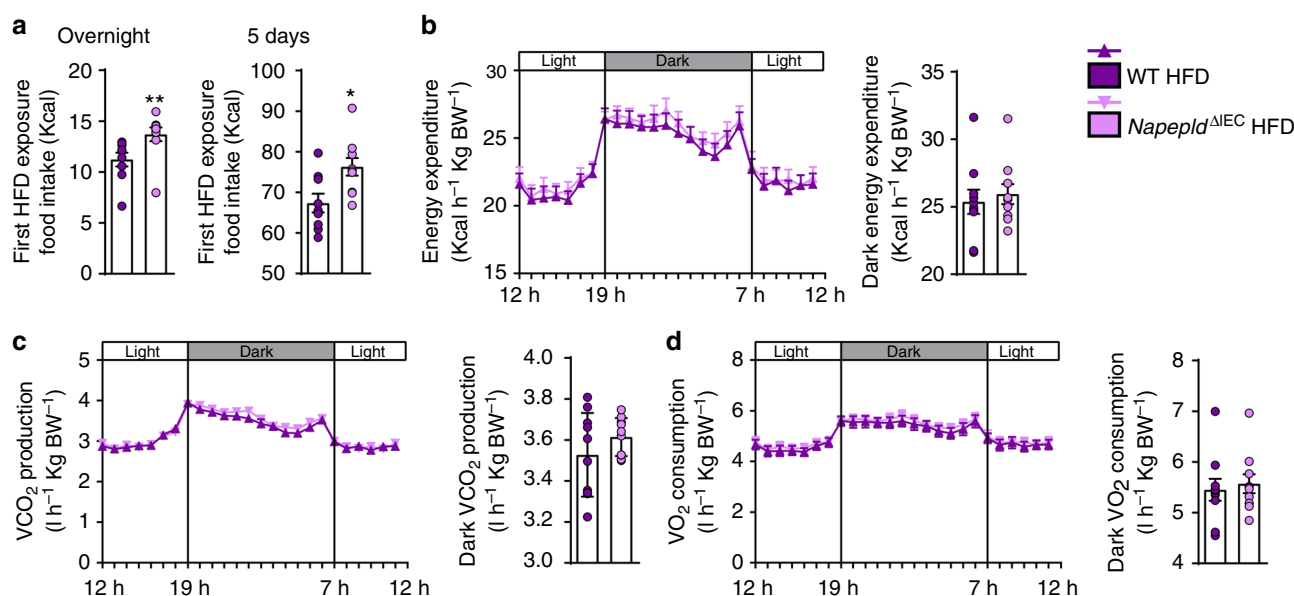 a
Overnight
5 days
First HFD exposure
food intake (Kcal)
20
15
10
5
0
**
First HFD exposure
food intake (Kcal)
100
90
80
70
60
50
*
b
Light
Dark
Light
Energy expenditure
(Kcal h⁻¹ Kg BW⁻¹)
30
25
20
15
12 h
19 h
7 h
12 h
Dark energy expenditure
(Kcal h⁻¹ Kg BW⁻¹)
35
30
25
20
WT HFD
Napepld^ΔIEC HFD
c
Light
Dark
Light
VCO₂ production
(l h⁻¹ Kg BW⁻¹)
5
4
3
2
1
0
12 h
19 h
7 h
12 h
Dark VCO₂ production
(l h⁻¹ Kg BW⁻¹)
4.0
3.8
3.6
3.4
3.2
3.0
d
Light
Dark
Light
VO₂ consumption
(l h⁻¹ Kg BW⁻¹)
8
6
4
2
0
12 h
19 h
7 h
12 h
Dark VO₂ consumption
(l h⁻¹ Kg BW⁻¹)
8
7
6
5
4